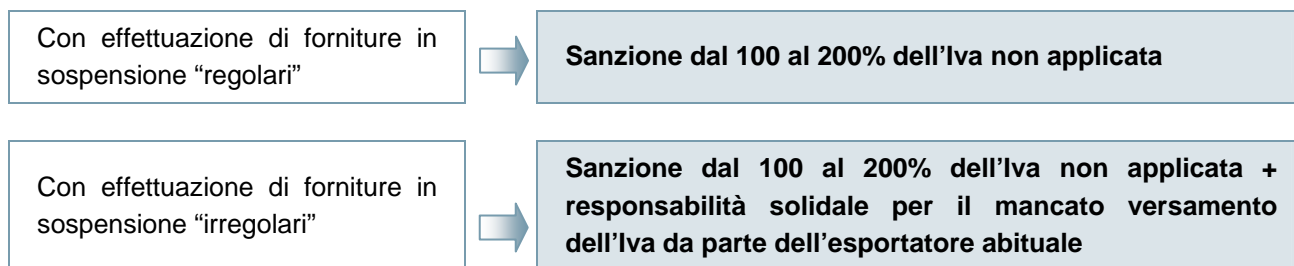 Con effettuazione di forniture in
sospensione “regolari”
Sanzione dal 100 al 200% dell’Iva non applicata
Con effettuazione di forniture in
sospensione “irregolari”
Sanzione dal 100 al 200% dell’Iva non applicata +
responsabilità solidale per il mancato versamento
dell’Iva da parte dell’esportatore abituale